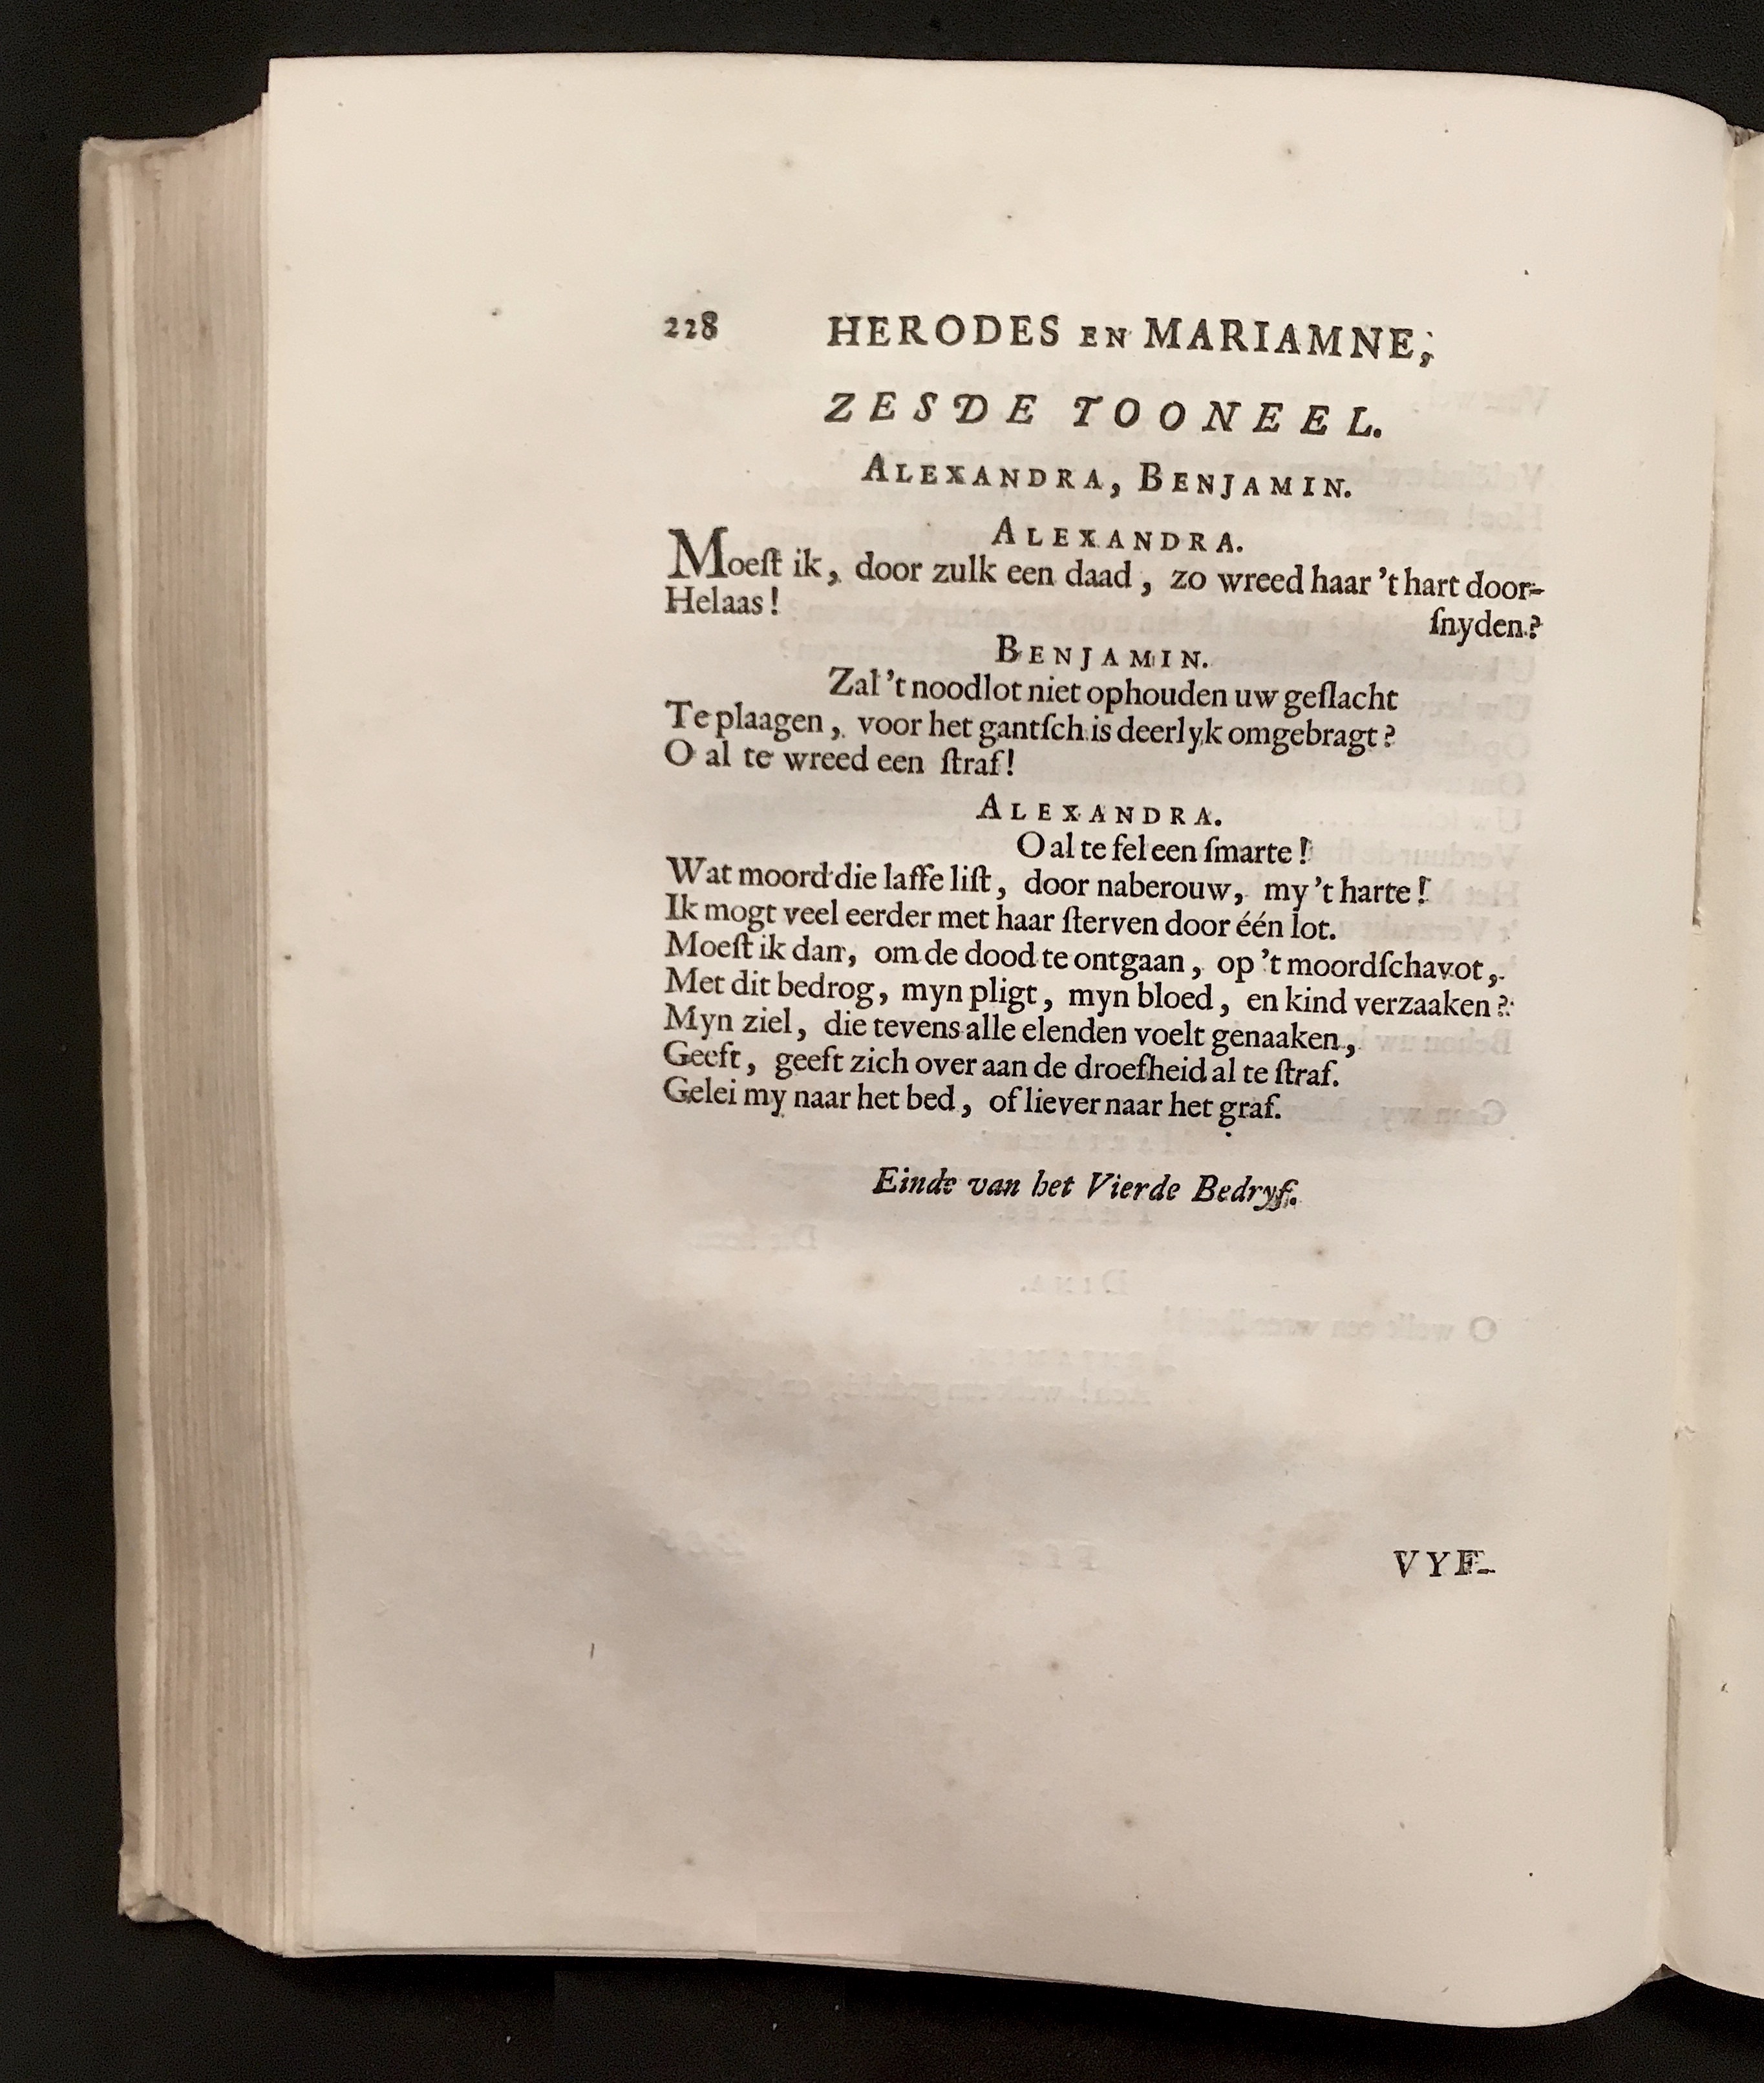 228 HERODES EN MARIAMNE;
ZESDE TOONEEL.
ALEXANDRA, BENJAMIN.
ALEXANDRA.
Moeſt ik, door zulk een daad, zo wreed haar 't hart door-
Helaas! ſnyden?
BENJAMIN.
Zal 't noodlot niet ophouden uw geſlacht
Te plaagen, voor het gantſch is deerlyk omgebragt?
O al te wreed een ſtraf!
ALEXANDRA.
O al te fel een ſmarte!
Wat moord die laffe liſt, door naberouw, my 't harte!
Ik mogt veel eerder met haar ſterven door één lot.
Moeſt ik dan, om de dood te ontgaan, op 't moordſchavot,
Met dit bedrog, myn pligt, myn bloed, en kind verzaaken?
Myn ziel, die tevens alle elenden voelt genaaken,
Geeft, geeft zich over aan de droefheid al te ſtraf.
Gelei my naar het bed, of liever naar het graf.
Einde van het Vierde Bedryf.
VYF-